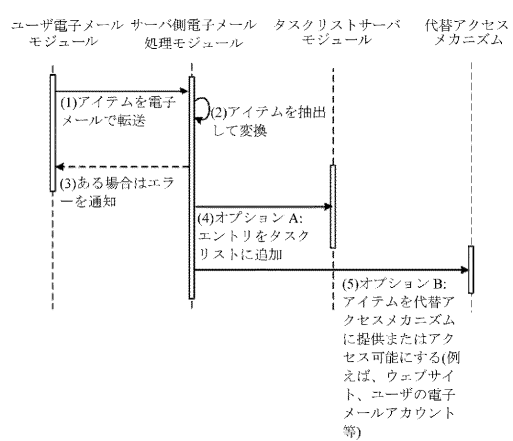 ユーザ電子メール
モジュール
サーバ側電子メール
処理モジュール
タスクリストサーバ
モジュール
代替アクセス
メカニズム
(1)アイテムを電子
メールで転送
(2)アイテムを抽出
して変換
(3)ある場合はエラ
ーを通知
(4)オプション A:
エントリをタスク
リストに追加
(5)オプション B:
アイテムを代替ア
クセスメカニズム
に提供またはアク
セス可能にする(例
えば、ウェブサイ
ト、ユーザの電子
メールアカウント
等)